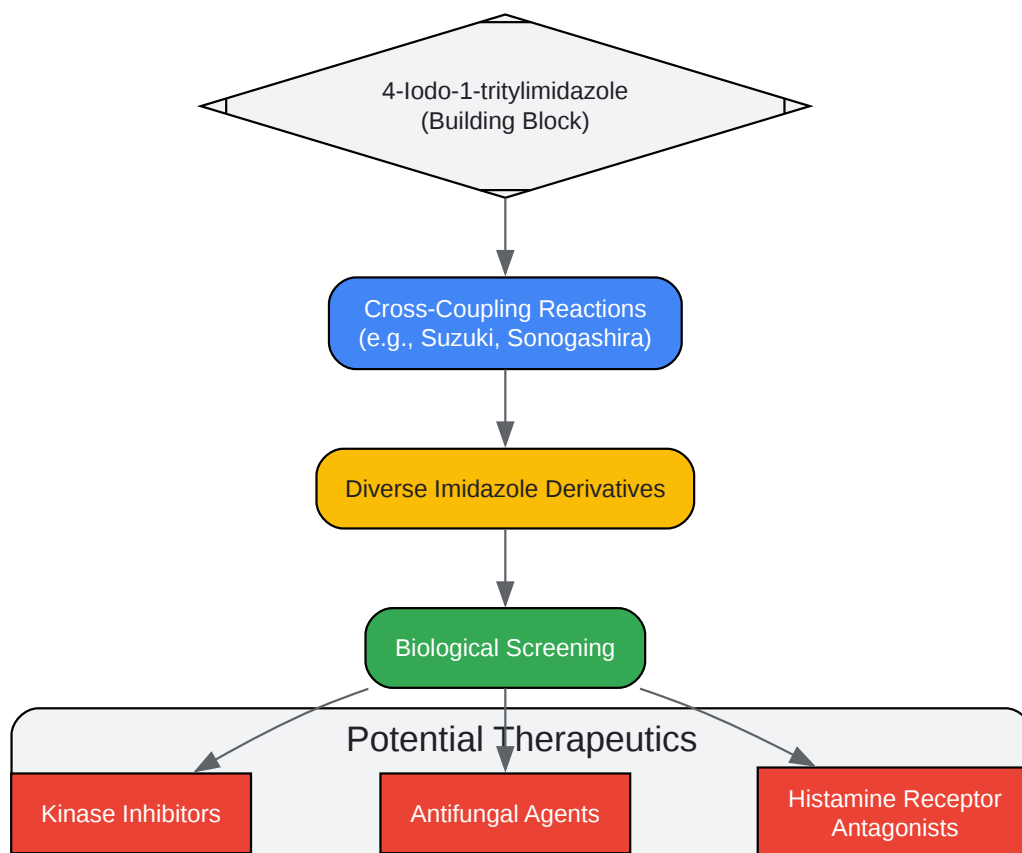 4-Iodo-1-tritylimidazole
(Building Block)
Cross-Coupling Reactions
(e.g., Suzuki, Sonogashira)
Diverse Imidazole Derivatives
Biological Screening
Potential Therapeutics
Kinase Inhibitors
Antifungal Agents
Histamine Receptor
Antagonists